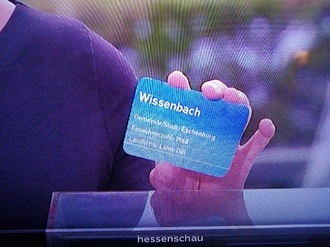 Wissenbach
Gemeinde/Stadt: Eschenburg
Einwohnerzahl:
Landkreis: Lahn-Dill
hessenschau